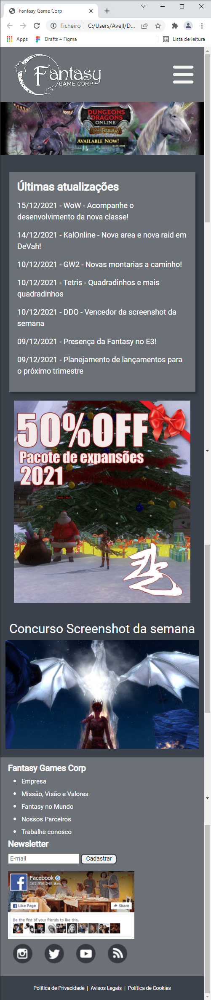 Fantasy Game Corp
Ficheiro
C:/Users/Avell/D...
Apps
Drafts – Figma
Lista de leitura
Fantasy
GAME CORP
DUNGEONS
& DRAGONS
ONLINE
AVAILABLE NOW!
LEARN MORE
Últimas atualizações
15/12/2021 - WoW - Acompanhe o
desenvolvimento da nova classe!
14/12/2021 - KalOnline - Nova area e nova raid em
DeVah!
10/12/2021 - GW2 - Novas montarias a caminho!
10/12/2021 - Tetris - Quadradinhos e mais
quadradinhos
10/12/2021 - DDO - Vencedor da screenshot da
semana
09/12/2021 - Presença da Fantasy no E3!
09/12/2021 - Planejamento de lançamentos para
o próximo trimestre
50%OFF
Pacote de expansões
2021
Santa Claus
칼
Concurso Screenshot da semana
Fantasy Games Corp
Empresa
Missão, Visão e Valores
Fantasy no Mundo
Nossos Parceiros
Trabalhe conosco
Newsletter
E-mail
Cadastrar
Facebook
162,956,248 likes
Like Page
Share
Be the first of your friends to like this.
Política de Privacidade | Avisos Legais | Política de Cookies